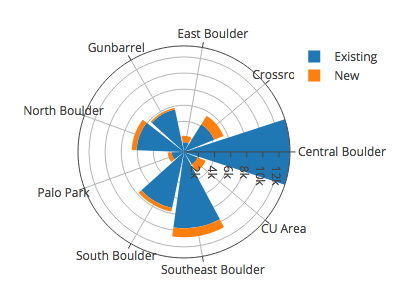 East Boulder
Gunbarrel
Existing
New
Crossro
North Boulder
Central Boulder
2k
4k
6k
8k
10k
12k
Palo Park
CU Area
South Boulder
Southeast Boulder